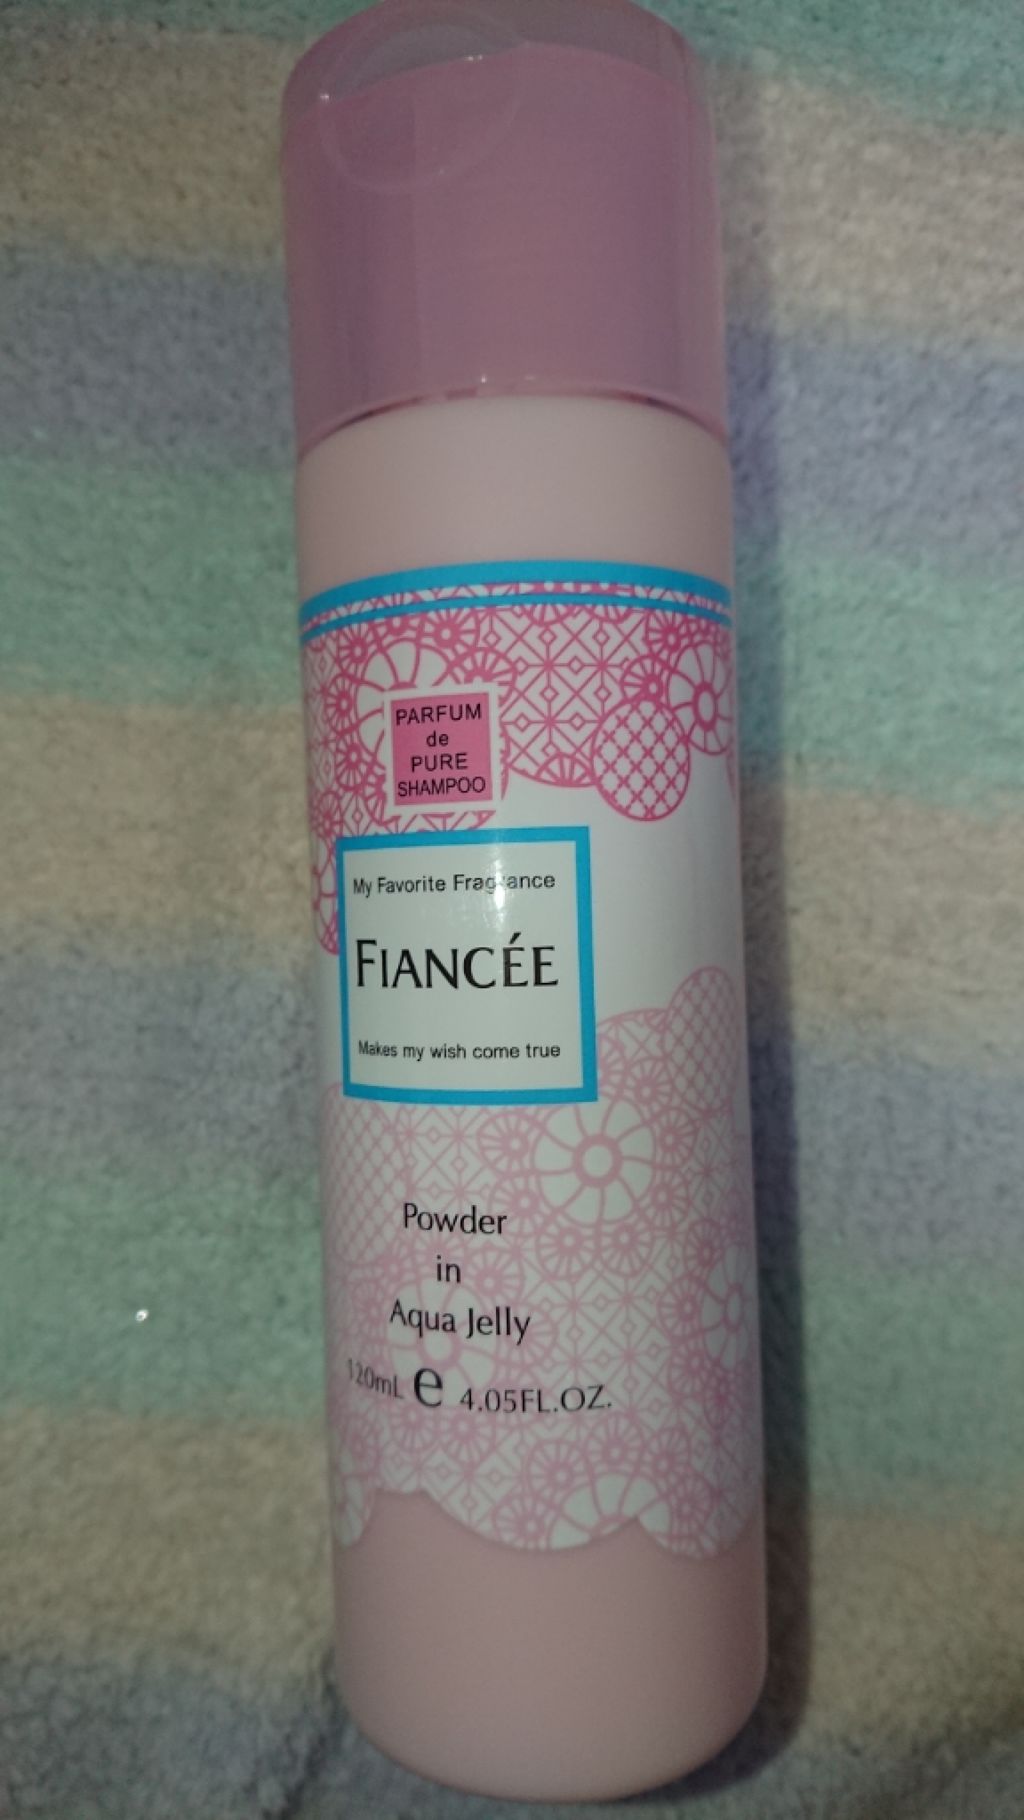 PARFUM
de
PURE
SHAMPOO
My Favorite Fragrance
FIANCÉE
Makes my wish come true
Powder
in
Aqua Jelly
120mL e 4.05FL.OZ.